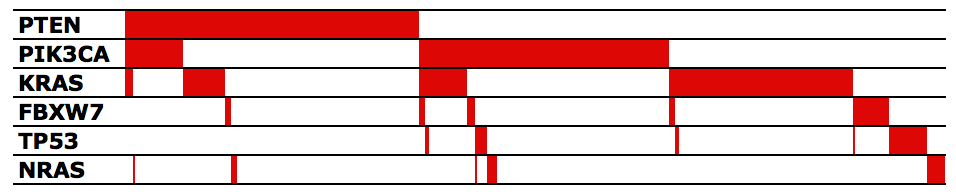 PTEN
PIK3CA
KRAS
FBXW7
TP53
NRAS